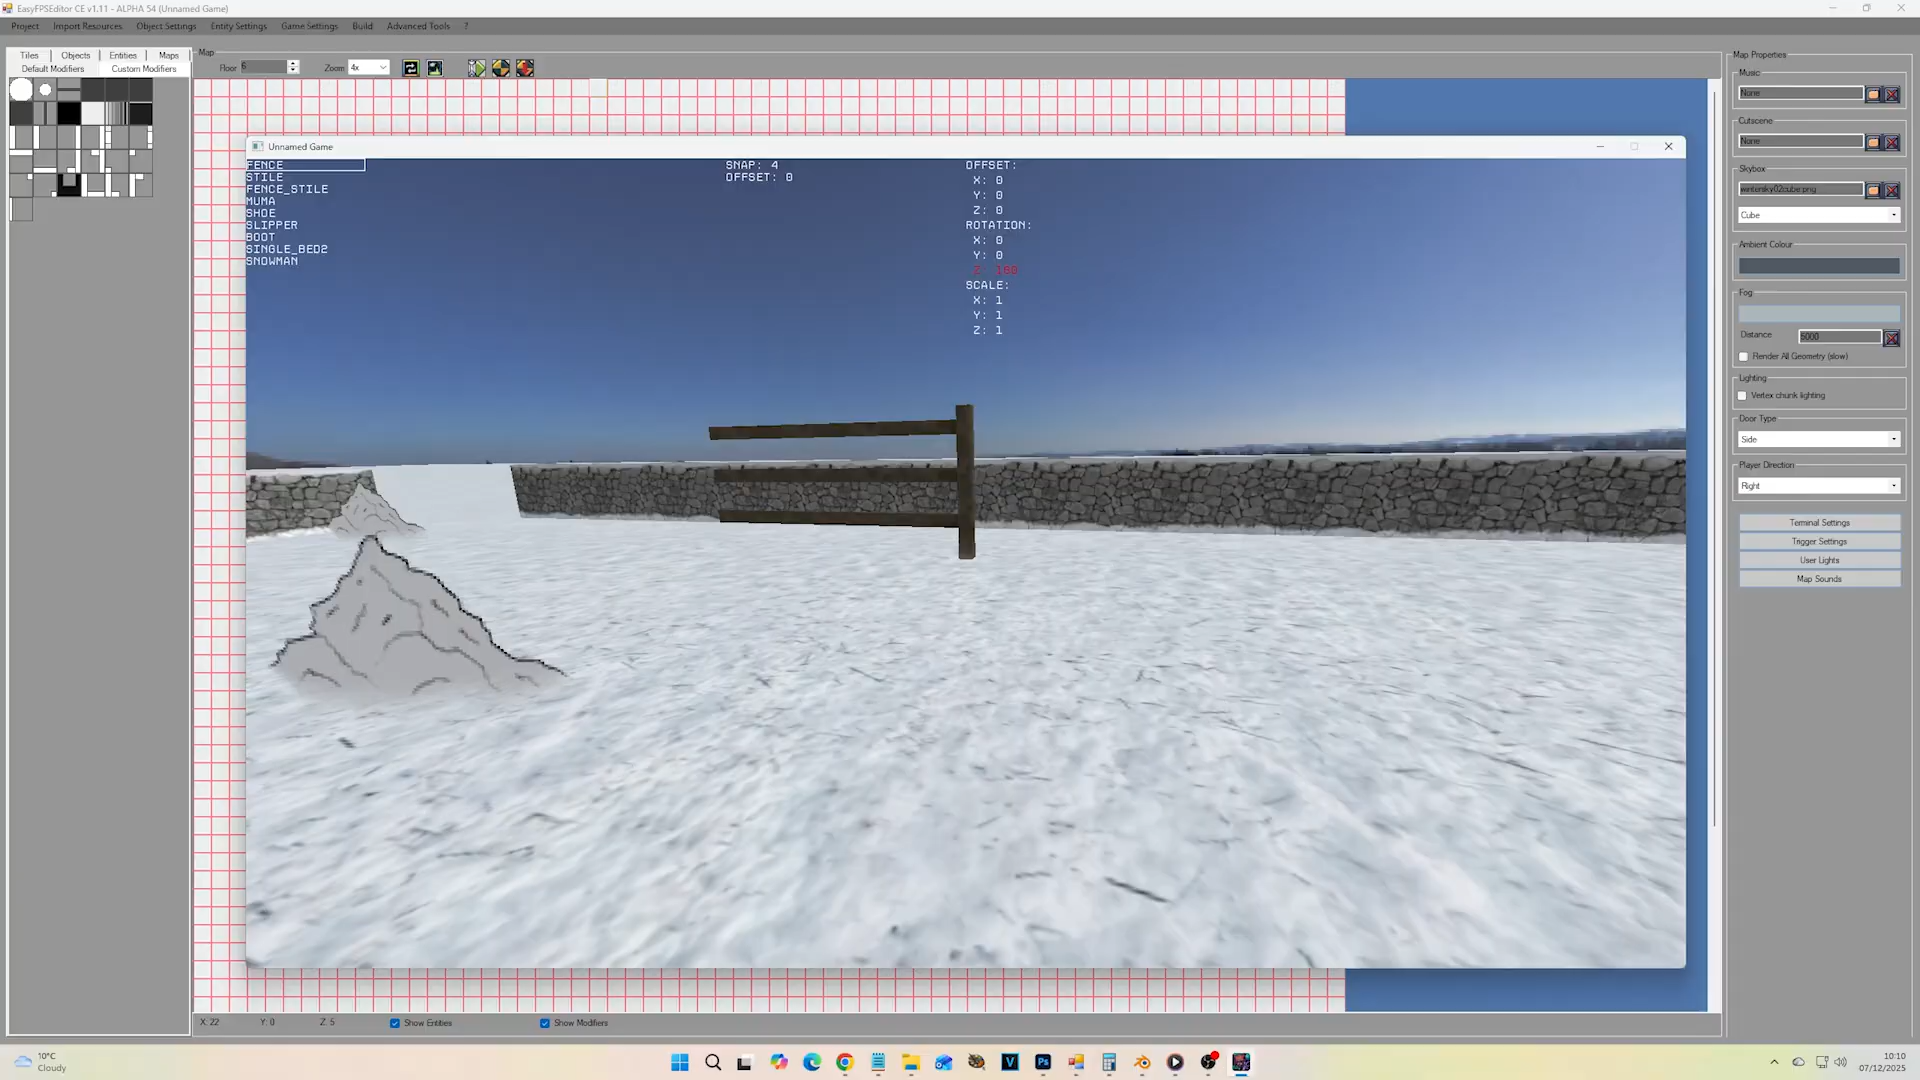 EasyFPSEditor CE v1.11 - ALPHA 54 (Unnamed Game)
Project Import Resources Object Settings Entity Settings Game Settings Build Advanced Tools ?
Tiles Objects Entities Maps
Default Modifiers Custom Modifiers
Map
Floor 6 Zoom 4x
Unnamed Game
FENCE
STILE
FENCE_STILE
MUMA
SHOE
SLIPPER
BOOT
SINGLE_BED2
SNOWMAN
SNAP: 4
OFFSET: 0
OFFSET:
X: 0
Y: 0
Z: 0
ROTATION:
X: 0
Y: 0
Z: 180
SCALE:
X: 1
Y: 1
Z: 1
Map Properties
Music
None
Cutscene
None
Skybox
wintersky02cube.png
Cube
Ambient Colour
Fog
Distance 5000
Render All Geometry (slow)
Lighting
Vertex chunk lighting
Door Type
Side
Player Direction
Right
Terminal Settings
Trigger Settings
User Lights
Map Sounds
X: 22 Y: 0 Z: 5 Show Entities Show Modifiers
10°C
Cloudy
V
Ps
10:10
07/12/2025